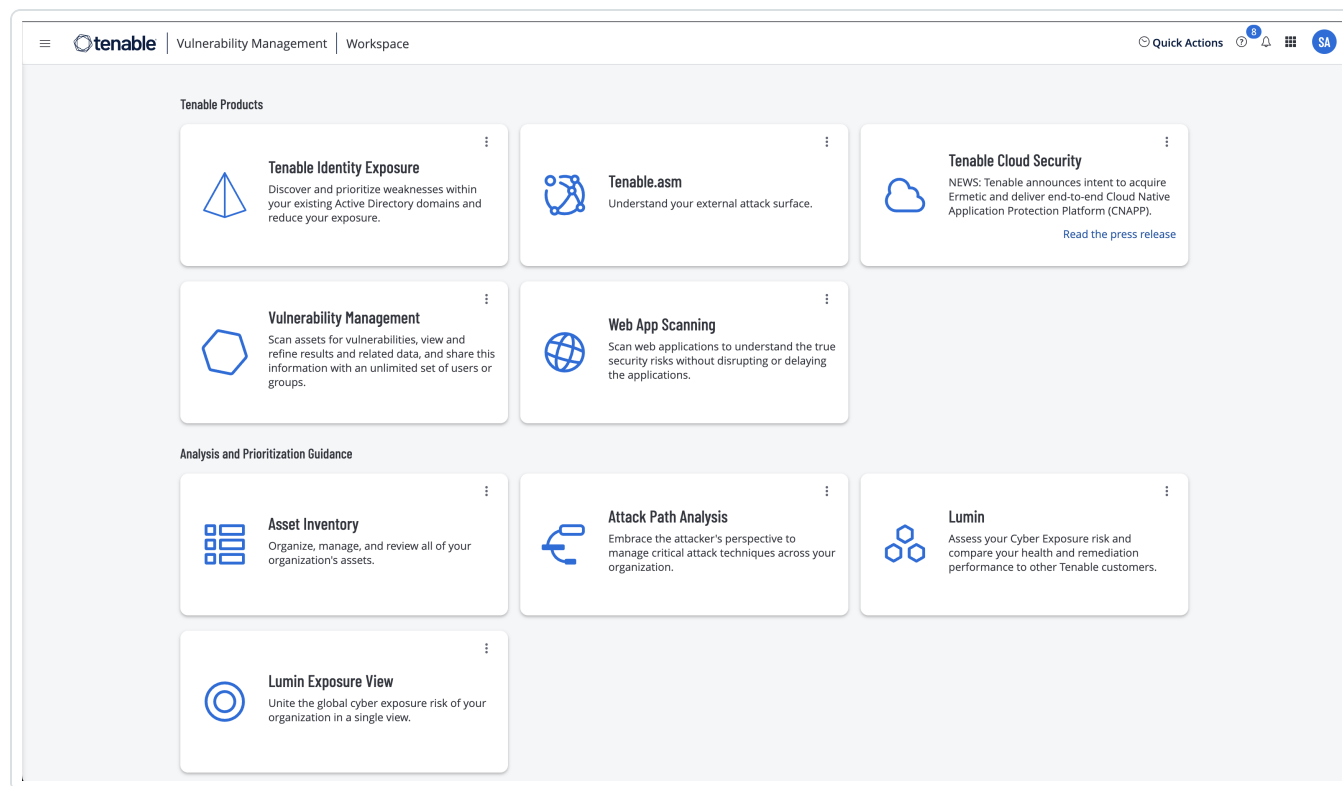 tenable Vulnerability Management Workspace Quick Actions 8 SA
Tenable Products
Tenable Identity Exposure
Discover and prioritize weaknesses within
your existing Active Directory domains and
reduce your exposure.
Tenable.asm
Understand your external attack surface.
Tenable Cloud Security
NEWS: Tenable announces intent to acquire
Ermetic and deliver end-to-end Cloud Native
Application Protection Platform (CNAPP).
Read the press release
Vulnerability Management
Scan assets for vulnerabilities, view and
refine results and related data, and share this
information with an unlimited set of users or
groups.
Web App Scanning
Scan web applications to understand the true
security risks without disrupting or delaying
the applications.
Analysis and Prioritization Guidance
Asset Inventory
Organize, manage, and review all of your
organization's assets.
Attack Path Analysis
Embrace the attacker's perspective to
manage critical attack techniques across your
organization.
Lumin
Assess your Cyber Exposure risk and
compare your health and remediation
performance to other Tenable customers.
Lumin Exposure View
Unite the global cyber exposure risk of your
organization in a single view.